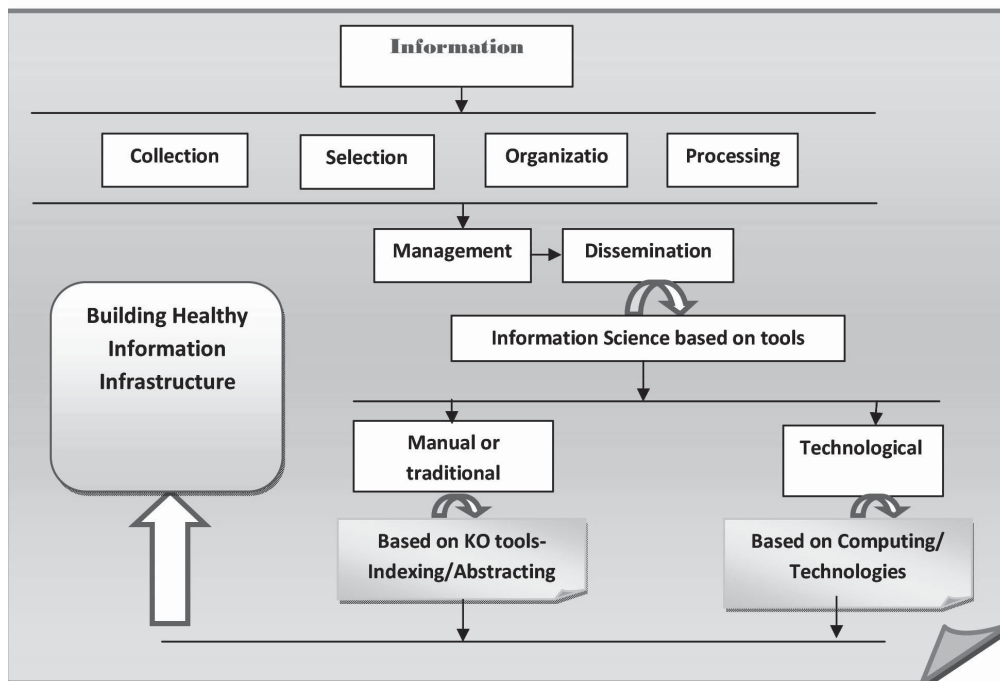 Information
Collection
Selection
Organizatio
Processing
Management
Dissemination
Building Healthy
Information
Infrastructure
Information Science based on tools
Manual or
traditional
Technological
Based on KO tools-
Indexing/Abstracting
Based on Computing/
Technologies